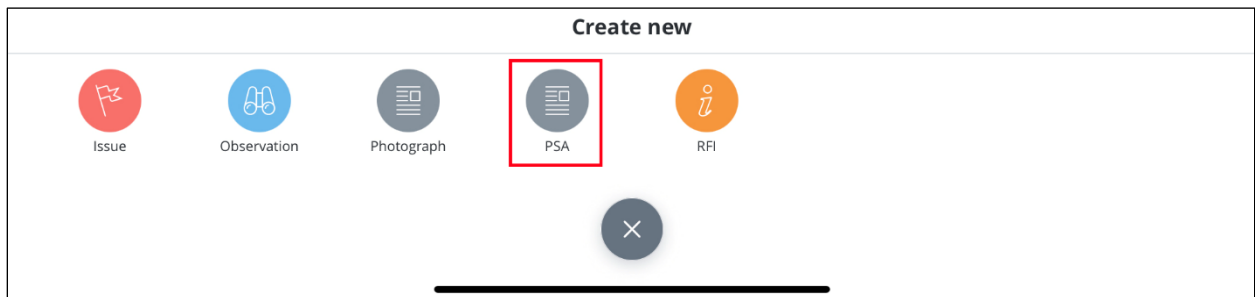 Create new
Issue
Observation
Photograph
PSA
RFI